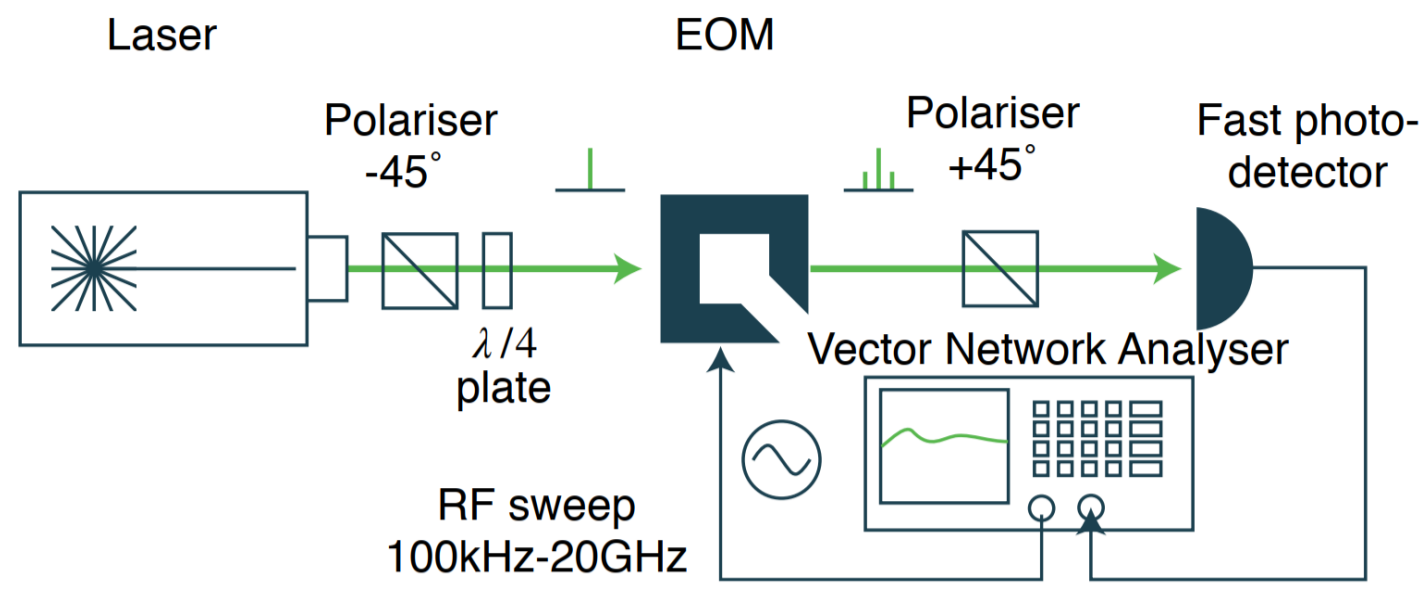 Laser
EOM
Polariser
-45°
Polariser
+45°
Fast photo-
detector
λ/4
plate
Vector Network Analyser
RF sweep
100kHz-20GHz